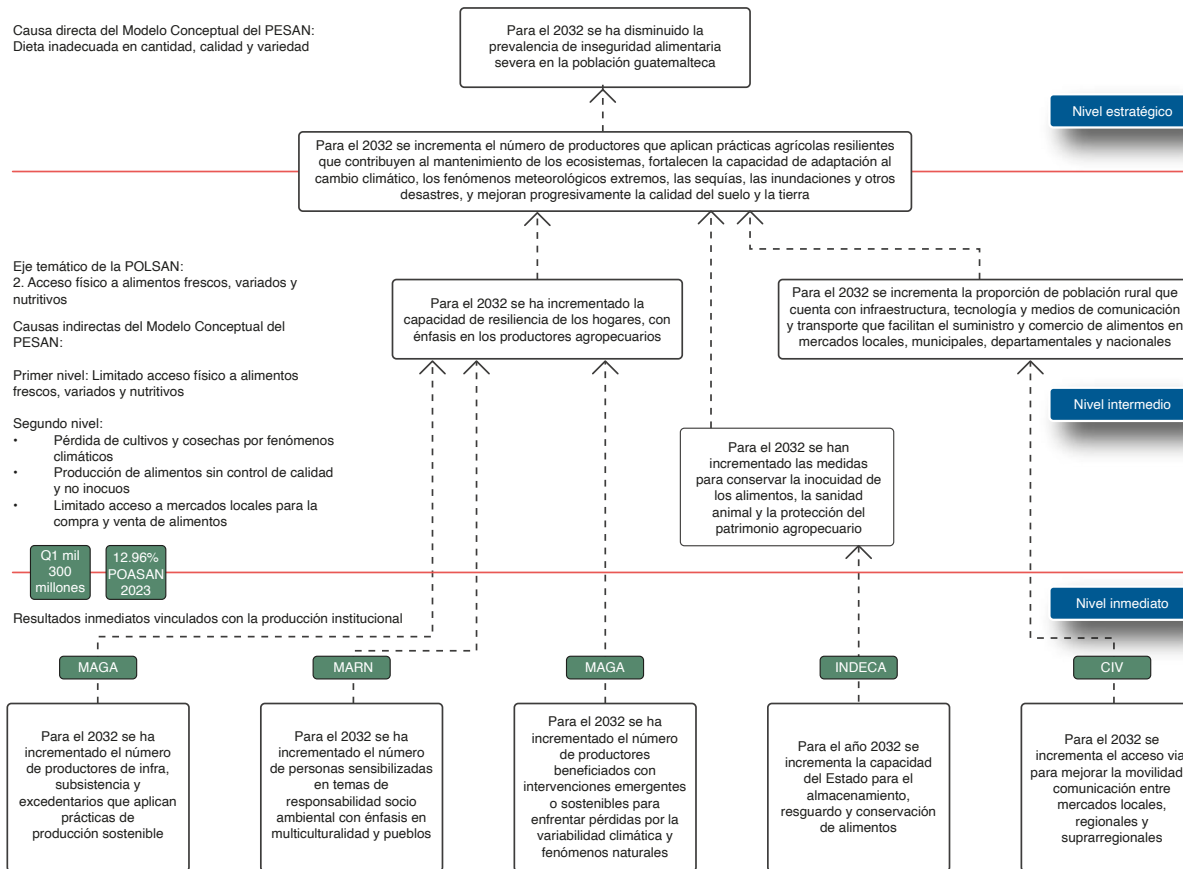 Causa directa del Modelo Conceptual del PESAN:
Dieta inadecuada en cantidad, calidad y variedad
Para el 2032 se ha disminuido la
prevalencia de inseguridad alimentaria
severa en la población guatemalteca
Nivel estratégico
Para el 2032 se incrementa el número de productores que aplican prácticas agrícolas resilientes
que contribuyen al mantenimiento de los ecosistemas, fortalecen la capacidad de adaptación al
cambio climático, los fenómenos meteorológicos extremos, las sequías, las inundaciones y otros
desastres, y mejoran progresivamente la calidad del suelo y la tierra
Eje temático de la POLSAN:
2. Acceso físico a alimentos frescos, variados y
nutritivos
Causas indirectas del Modelo Conceptual del
PESAN:
Primer nivel: Limitado acceso físico a alimentos
frescos, variados y nutritivos
Segundo nivel:
• Pérdida de cultivos y cosechas por fenómenos
climáticos
• Producción de alimentos sin control de calidad
y no inocuos
• Limitado acceso a mercados locales para la
compra y venta de alimentos
Para el 2032 se ha incrementado la
capacidad de resiliencia de los hogares, con
énfasis en los productores agropecuarios
Para el 2032 se incrementa la proporción de población rural que
cuenta con infraestructura, tecnología y medios de comunicación
y transporte que facilitan el suministro y comercio de alimentos en
mercados locales, municipales, departamentales y nacionales
Nivel intermedio
Para el 2032 se han
incrementado las medidas
para conservar la inocuidad de
los alimentos, la sanidad
animal y la protección del
patrimonio agropecuario
Q1 mil
300
millones
12.96%
POASAN
2023
Nivel inmediato
Resultados inmediatos vinculados con la producción institucional
MAGA
Para el 2032 se ha
incrementado el número
de productores de infra,
subsistencia y
excedentarios que aplican
prácticas de
producción sostenible
MARN
Para el 2032 se ha
incrementado el número
de personas sensibilizadas
en temas de
responsabilidad socio
ambiental con énfasis en
multiculturalidad y pueblos
MAGA
Para el 2032 se ha
incrementado el número
de productores
beneficiados con
intervenciones emergentes
o sostenibles para
enfrentar pérdidas por la
variabilidad climática y
fenómenos naturales
INDECA
Para el año 2032 se
incrementa la capacidad
del Estado para el
almacenamiento,
resguardo y conservación
de alimentos
CIV
Para el 2032 se
incrementa el acceso via
para mejorar la movilidad
comunicación entre
mercados locales,
regionales y
suprarregionales